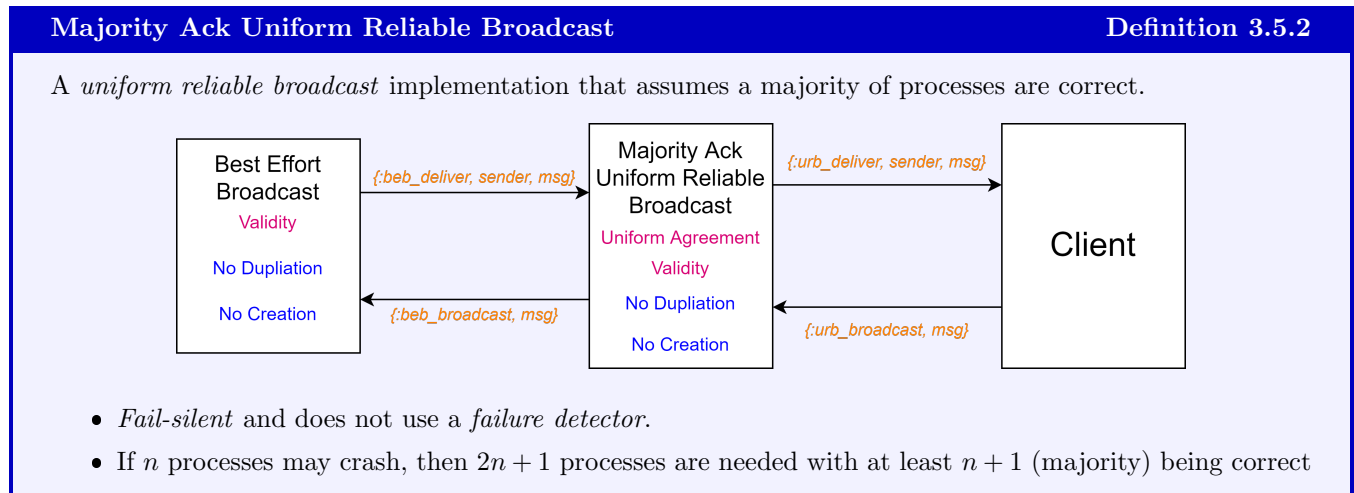 Majority Ack Uniform Reliable Broadcast Definition 3.5.2
A uniform reliable broadcast implementation that assumes a majority of processes are correct.
Best Effort
Broadcast
Validity
No Dupliation
No Creation
{:beb_deliver, sender, msg}
{:beb_broadcast, msg}
Majority Ack
Uniform Reliable
Broadcast
Uniform Agreement
Validity
No Dupliation
No Creation
{:urb_deliver, sender, msg}
{:urb_broadcast, msg}
Client
• Fail-silent and does not use a failure detector.
• If n processes may crash, then 2n + 1 processes are needed with at least n + 1 (majority) being correct